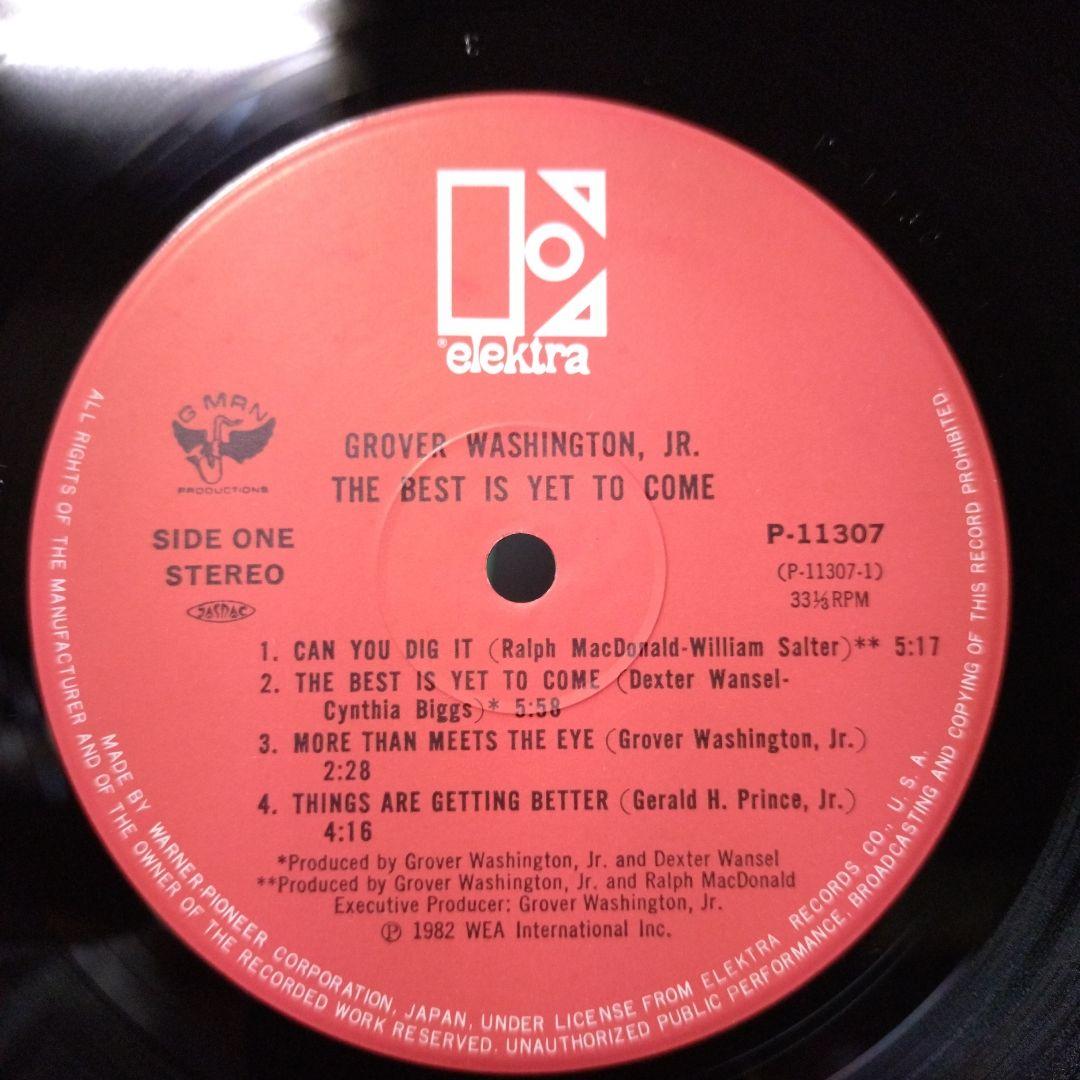 ® elektra
G MAN
PRODUCTIONS
GROVER WASHINGTON, JR.
THE BEST IS YET TO COME
SIDE ONE
STEREO
JASRAC
P-11307
(P-11307-1)
33⅓RPM
1. CAN YOU DIG IT (Ralph MacDonald-William Salter)** 5:17
2. THE BEST IS YET TO COME (Dexter Wansel-
Cynthia Biggs)* 5:58
3. MORE THAN MEETS THE EYE (Grover Washington, Jr.)
2:28
4. THINGS ARE GETTING BETTER (Gerald H. Prince, Jr.)
4:16
*Produced by Grover Washington, Jr. and Dexter Wansel
**Produced by Grover Washington, Jr. and Ralph MacDonald
Executive Producer: Grover Washington, Jr.
Ⓟ 1982 WEA International Inc.
MADE BY WARNER-PIONEER CORPORATION, JAPAN, UNDER LICENSE FROM ELEKTRA RECORDS CO., U. S. A.
ALL RIGHTS OF THE MANUFACTURER AND OF THE OWNER OF THE RECORDED WORK RESERVED. UNAUTHORIZED PUBLIC PERFORMANCE, BROADCASTING AND COPYING OF THIS RECORD PROHIBITED.